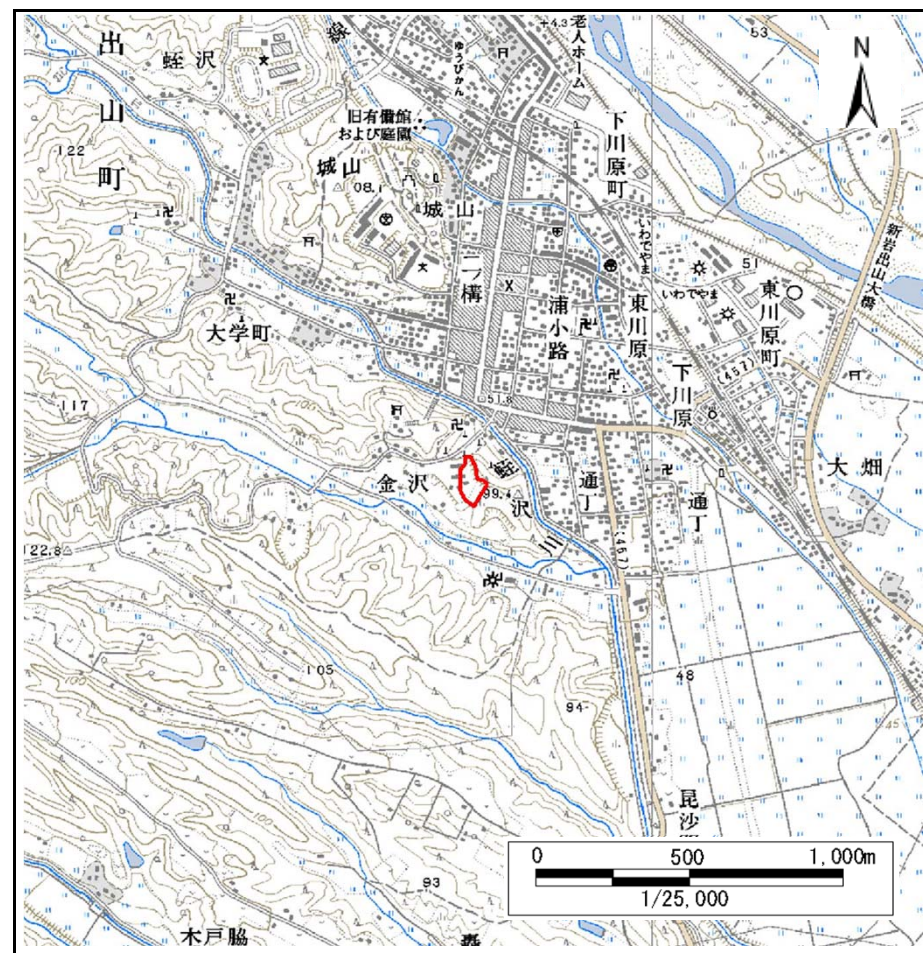 出山町
蛭沢
築
ゆうびかん
+4.3
老人ホーム
53
N
旧有備館
および庭園
122
城山
08.1
城山
下川原町
新岩出山大橋
二ノ構
いわでやま
51
いわでやま
東川原町
東川原
浦小路
大学町
下川原
(457)
51.8
117
100
金沢
99.4
蛭沢川
通丁
通丁
大畑
122.8
(457)
105
48
94
45
昆沙
93
木戸脇
0 500 1,000m
1/25,000